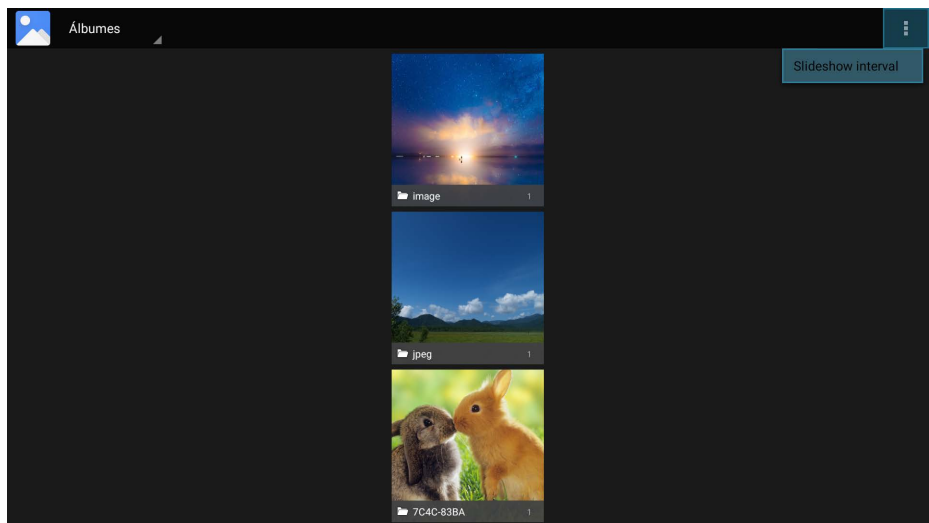 Álbumes
Slideshow interval
image 1
jpeg 1
7C4C-83BA 1